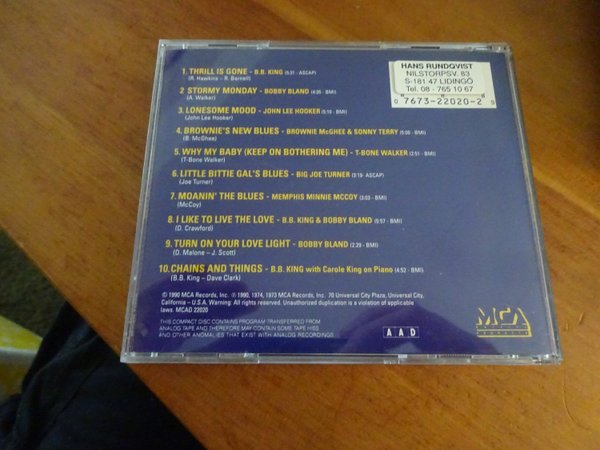 HANS RUNDQVIST
NILSTORPSV. 83
S-181 47 LIDINGÖ
Tel. 08 - 765 10 67
0 7673-22020-2
1. THRILL IS GONE - B.B. KING (5:31 - ASCAP)
(R. Hawkins - R. Barnell)
2 STORMY MONDAY - BOBBY BLAND (4:05 - BMI)
(A. Walker)
3. LONESOME MOOD - JOHN LEE HOOKER (5:19 - BMI)
(John Lee Hooker)
4. BROWNIE'S NEW BLUES - BROWNIE McGHEE & SONNY TERRY (5:06 - BMI)
(B. McGhee)
5. WHY MY BABY (KEEP ON BOTHERING ME) - T-BONE WALKER (2:51 - BMI)
(T-Bone Walker)
6. LITTLE BITTIE GAL'S BLUES - BIG JOE TURNER (3:19 - ASCAP)
(Joe Turner)
7. MOANIN' THE BLUES - MEMPHIS MINNIE MCCOY (3:03 - BMI)
(McCoy)
8. I LIKE TO LIVE THE LOVE - B.B. KING & BOBBY BLAND (5:57 - BMI)
(D. Crawford)
9. TURN ON YOUR LOVE LIGHT - BOBBY BLAND (2:29 - BMI)
(D. Malone - J. Scott)
10. CHAINS AND THINGS - B.B. KING with Carole King on Piano (4:52 - BMI)
(B.B. King - Dave Clark)
© 1990 MCA Records, Inc. ℗ 1990, 1974, 1973 MCA Records, Inc. 70 Universal City Plaza, Universal City,
California - U.S.A. Warning: All rights reserved. Unauthorized duplication is a violation of applicable
laws. MCAD 22020
THIS COMPACT DISC CONTAINS PROGRAM TRANSFERRED FROM
ANALOG TAPE AND THEREFORE MAY CONTAIN SOME TAPE HISS
AND OTHER ANOMALIES THAT EXIST WITH ANALOG RECORDINGS.
A A D
MCA